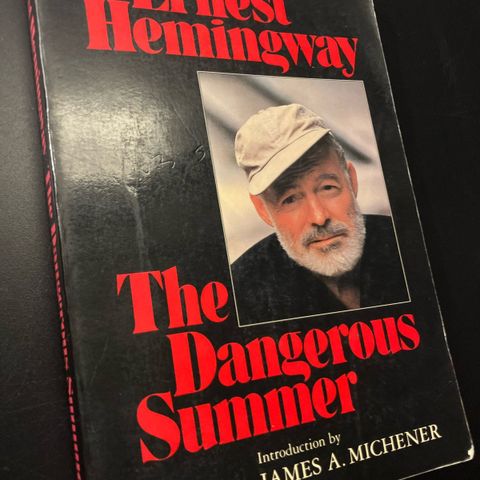 Ernest
Hemingway
The
Dangerous
Summer
Introduction by
JAMES A. MICHENER